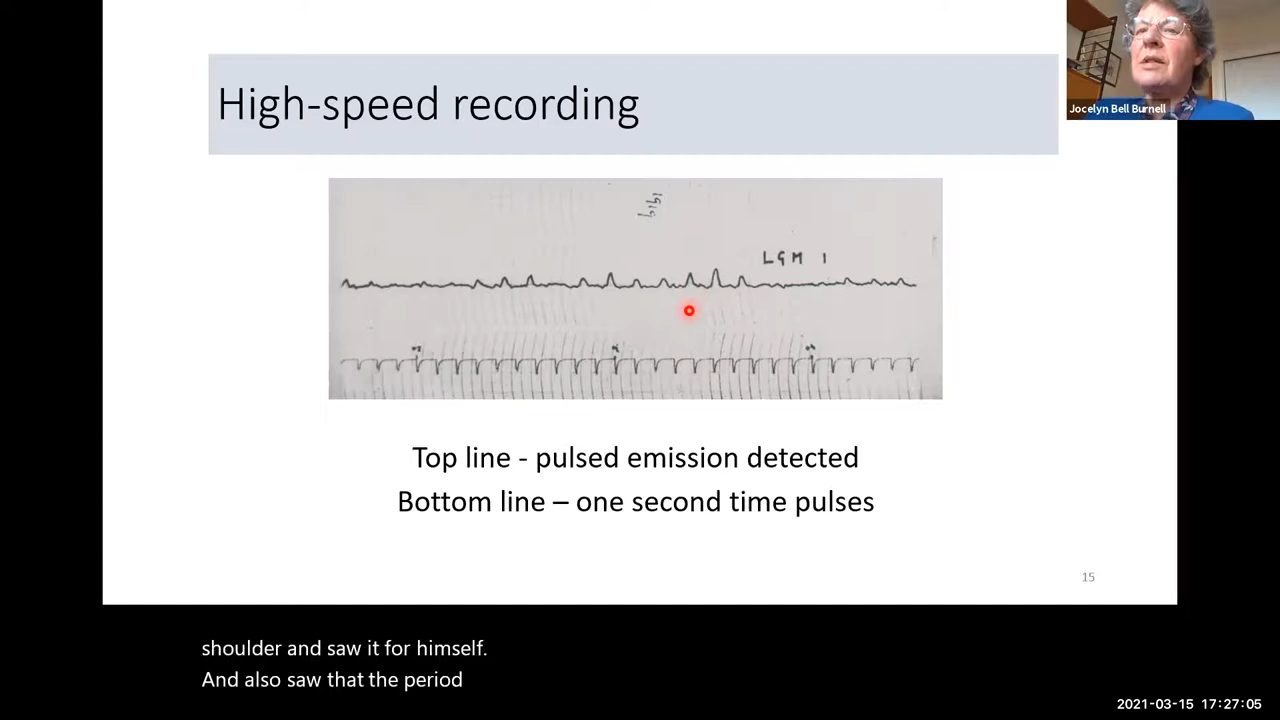 High-speed recording
Jocelyn Bell Burnell
LGM 1
Top line - pulsed emission detected
Bottom line – one second time pulses
15
shoulder and saw it for himself.
And also saw that the period
2021-03-15 17:27:05